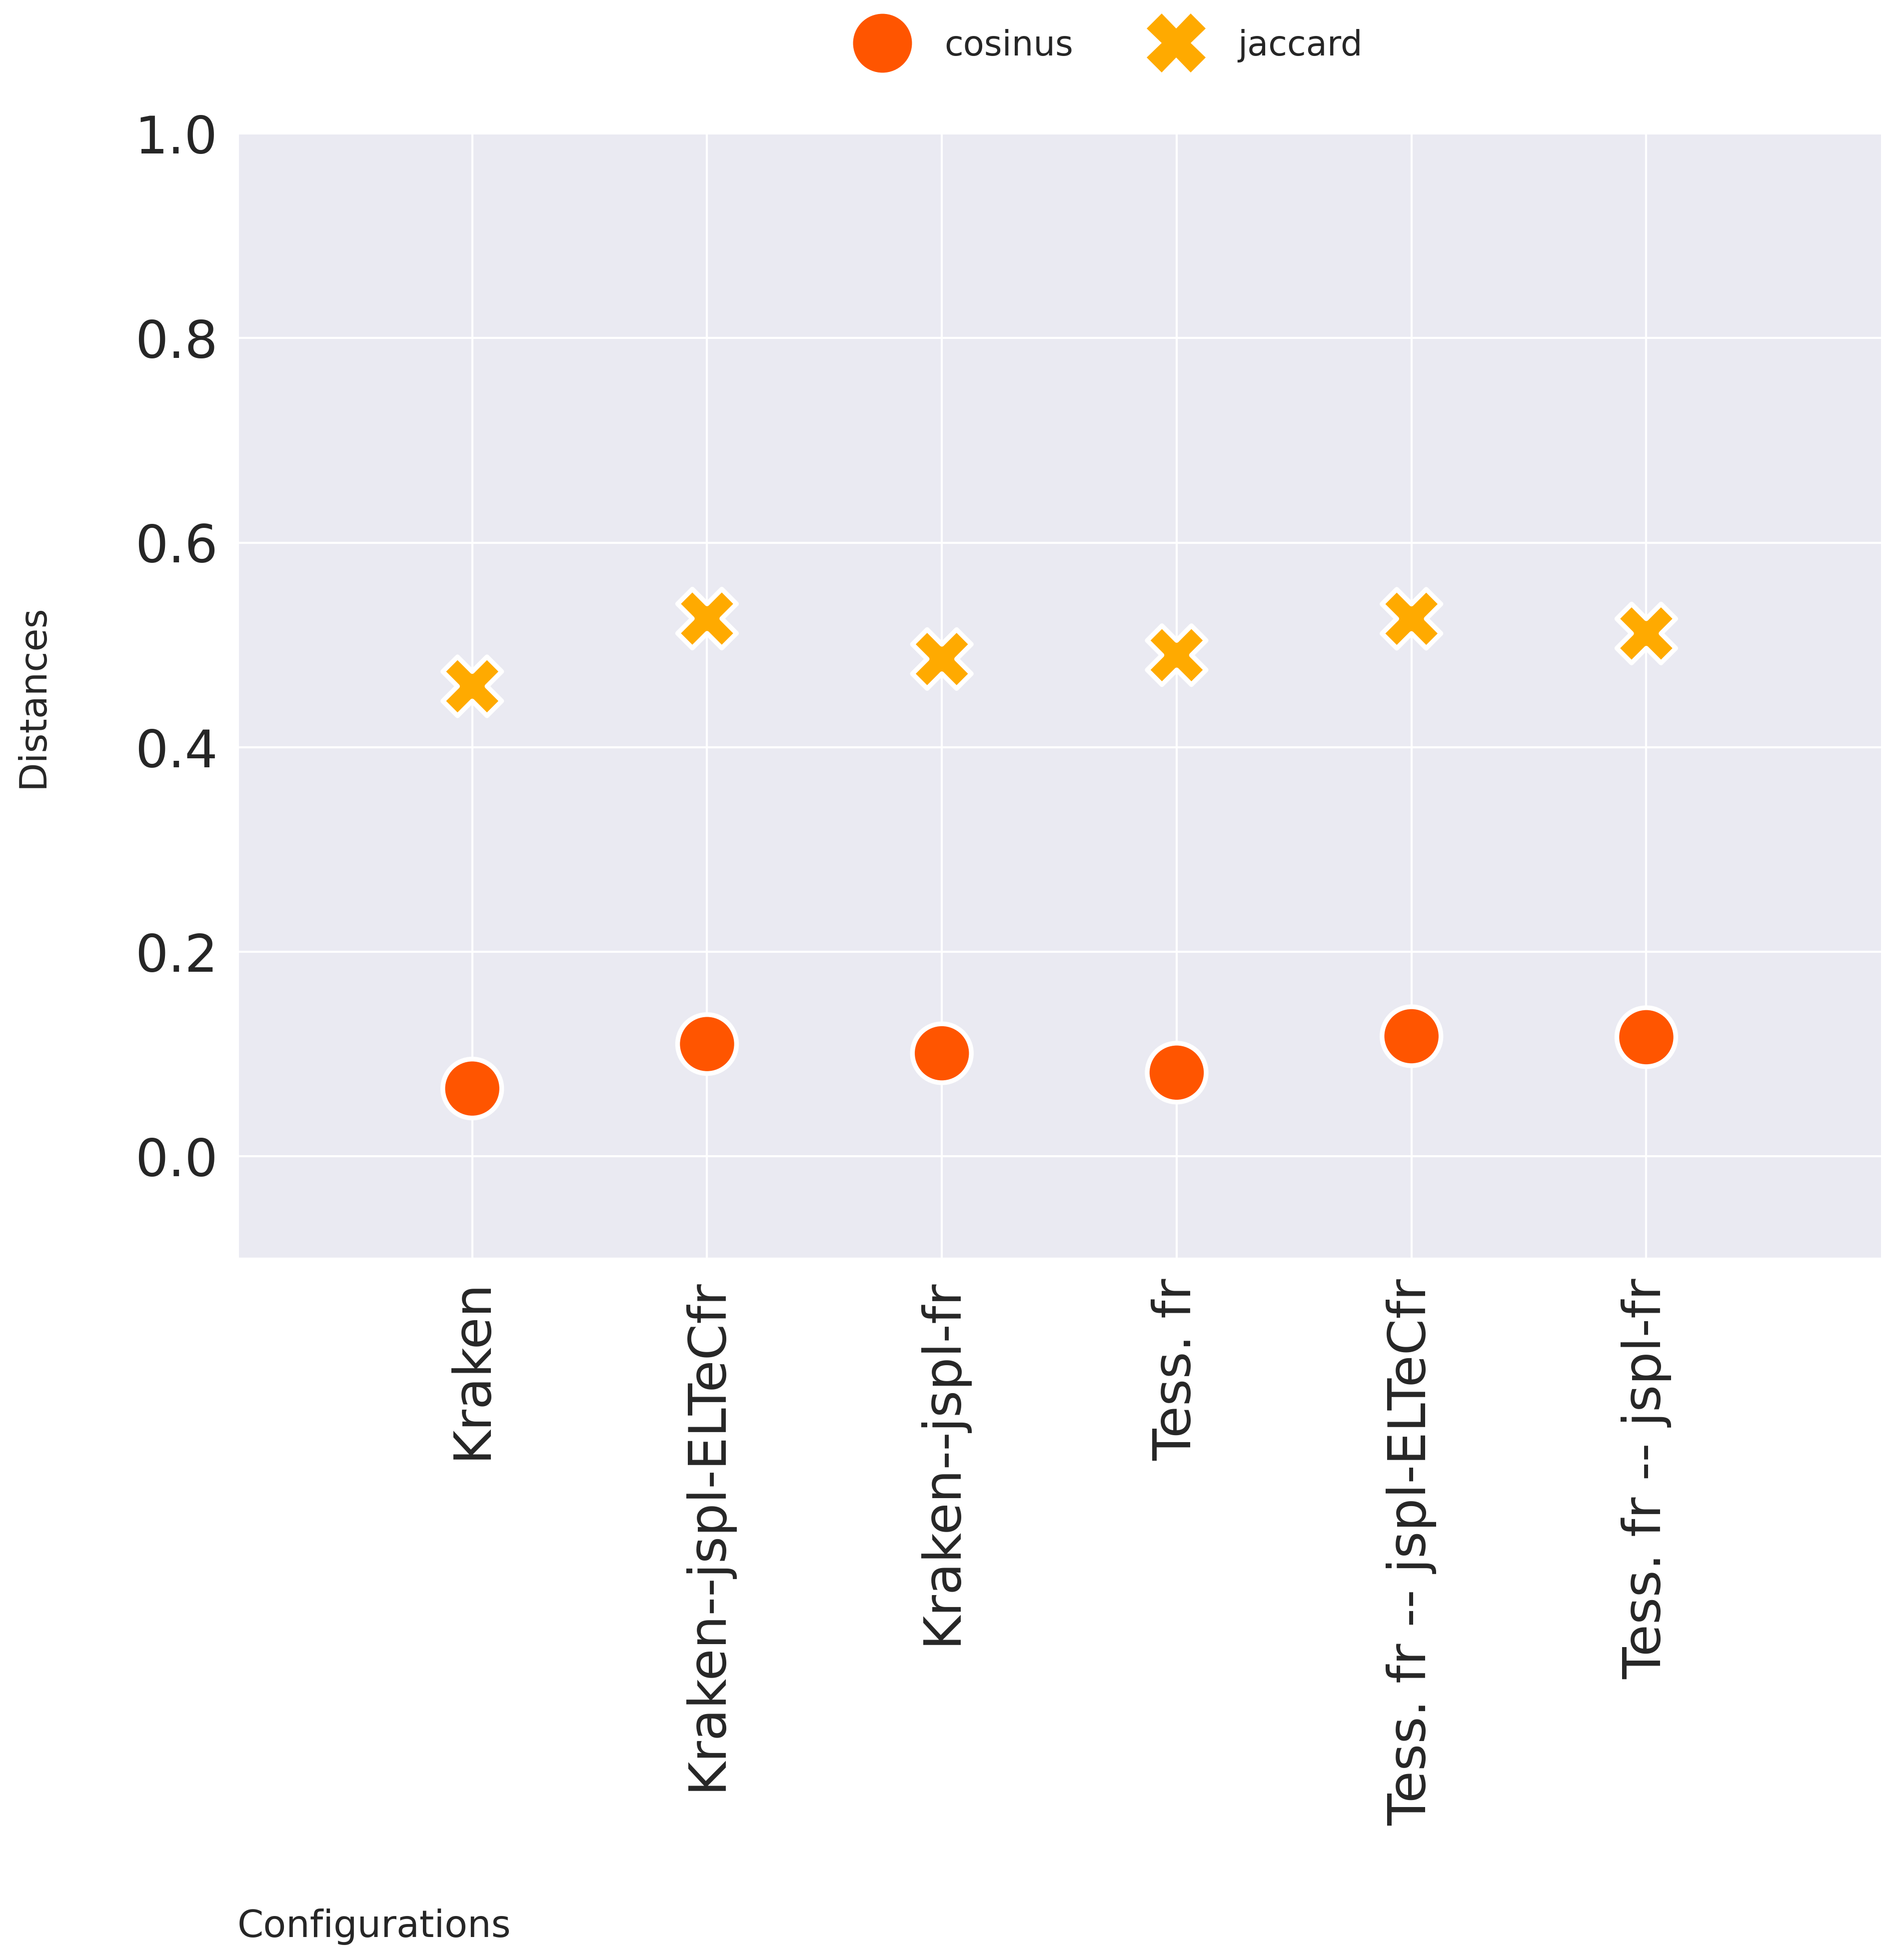 cosinus jaccard
1.0
0.8
0.6
0.4
0.2
0.0
Distances
Kraken
Kraken--jspl-ELTeCfr
Kraken--jspl-fr
Tess. fr
Tess. fr -- jspl-ELTeCfr
Tess. fr -- jspl-fr
Configurations